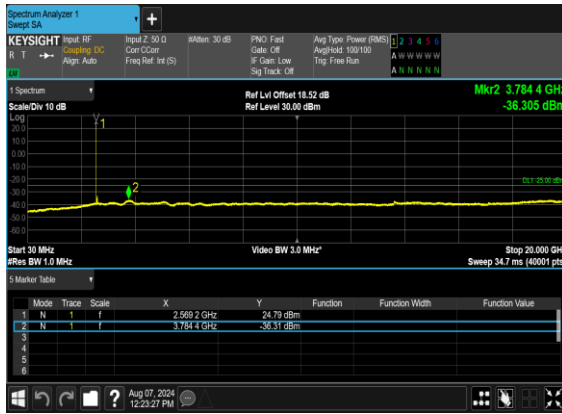 Spectrum Analyzer 1
Swept SA
KEYSIGHT Input: RF Input Z: 50 Ω #Atten: 30 dB PNO: Fast Avg Type: Power (RMS) 1 2 3 4 5 6
R T Coupling: DC Corr CCorr Gate: Off Avg|Hold: 100/100 A W W W W W
Align: Auto Freq Ref: Int (S) IF Gain: Low Trig: Free Run
Sig Track: Off A N N N N N
1 Spectrum
Ref Lvl Offset 18.52 dB Mkr2 3.784 4 GHz
Scale/Div 10 dB Ref Level 30.00 dBm -36.305 dBm
Log
20.0
10.0
0.00
-10.0
-20.0
-30.0
-40.0
-50.0
-60.0
1
2
DL1 -25.00 dBm
Start 30 MHz Video BW 3.0 MHz* Stop 20.000 GHz
#Res BW 1.0 MHz Sweep 34.7 ms (40001 pts)
5 Marker Table
Mode Trace Scale X Y Function Function Width Function Value
1 N 1 f 2.569 2 GHz 24.79 dBm
2 N 1 f 3.784 4 GHz -36.31 dBm
3
4
5
6
? Aug 07, 2024
12:23:27 PM